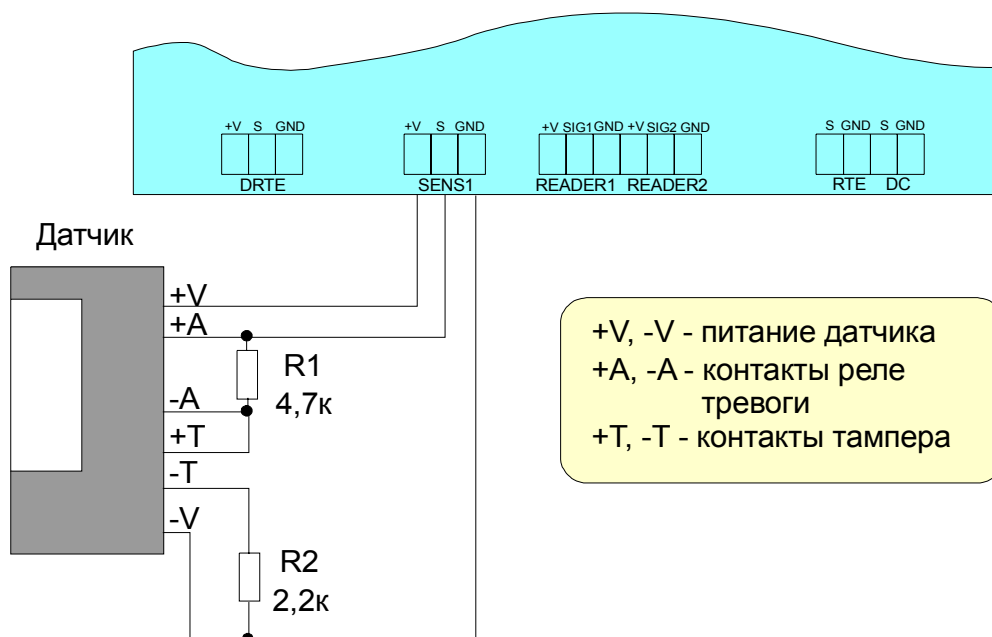 +V S GND
+V S GND
+V SIG1 GND +V SIG2 GND
S GND S GND
DRTE
SENS1
READER1 READER2
RTE DC
Датчик
+V
+A
R1
4,7к
-A
+T
-T
-V
R2
2,2к
+V, -V - питание датчика
+A, -A - контакты реле
тревоги
+T, -T - контакты тампера